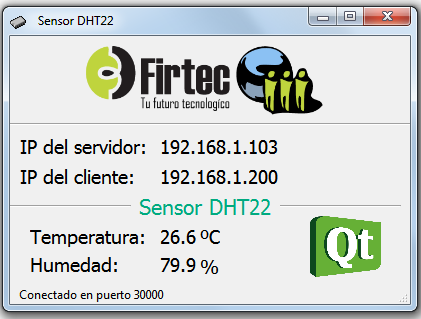 Sensor DHT22
Firtec
Tu futuro tecnologíco
IP del servidor: 192.168.1.103
IP del cliente: 192.168.1.200
Sensor DHT22
Temperatura: 26.6 ºC
Humedad: 79.9 %
Qt
Conectado en puerto 30000